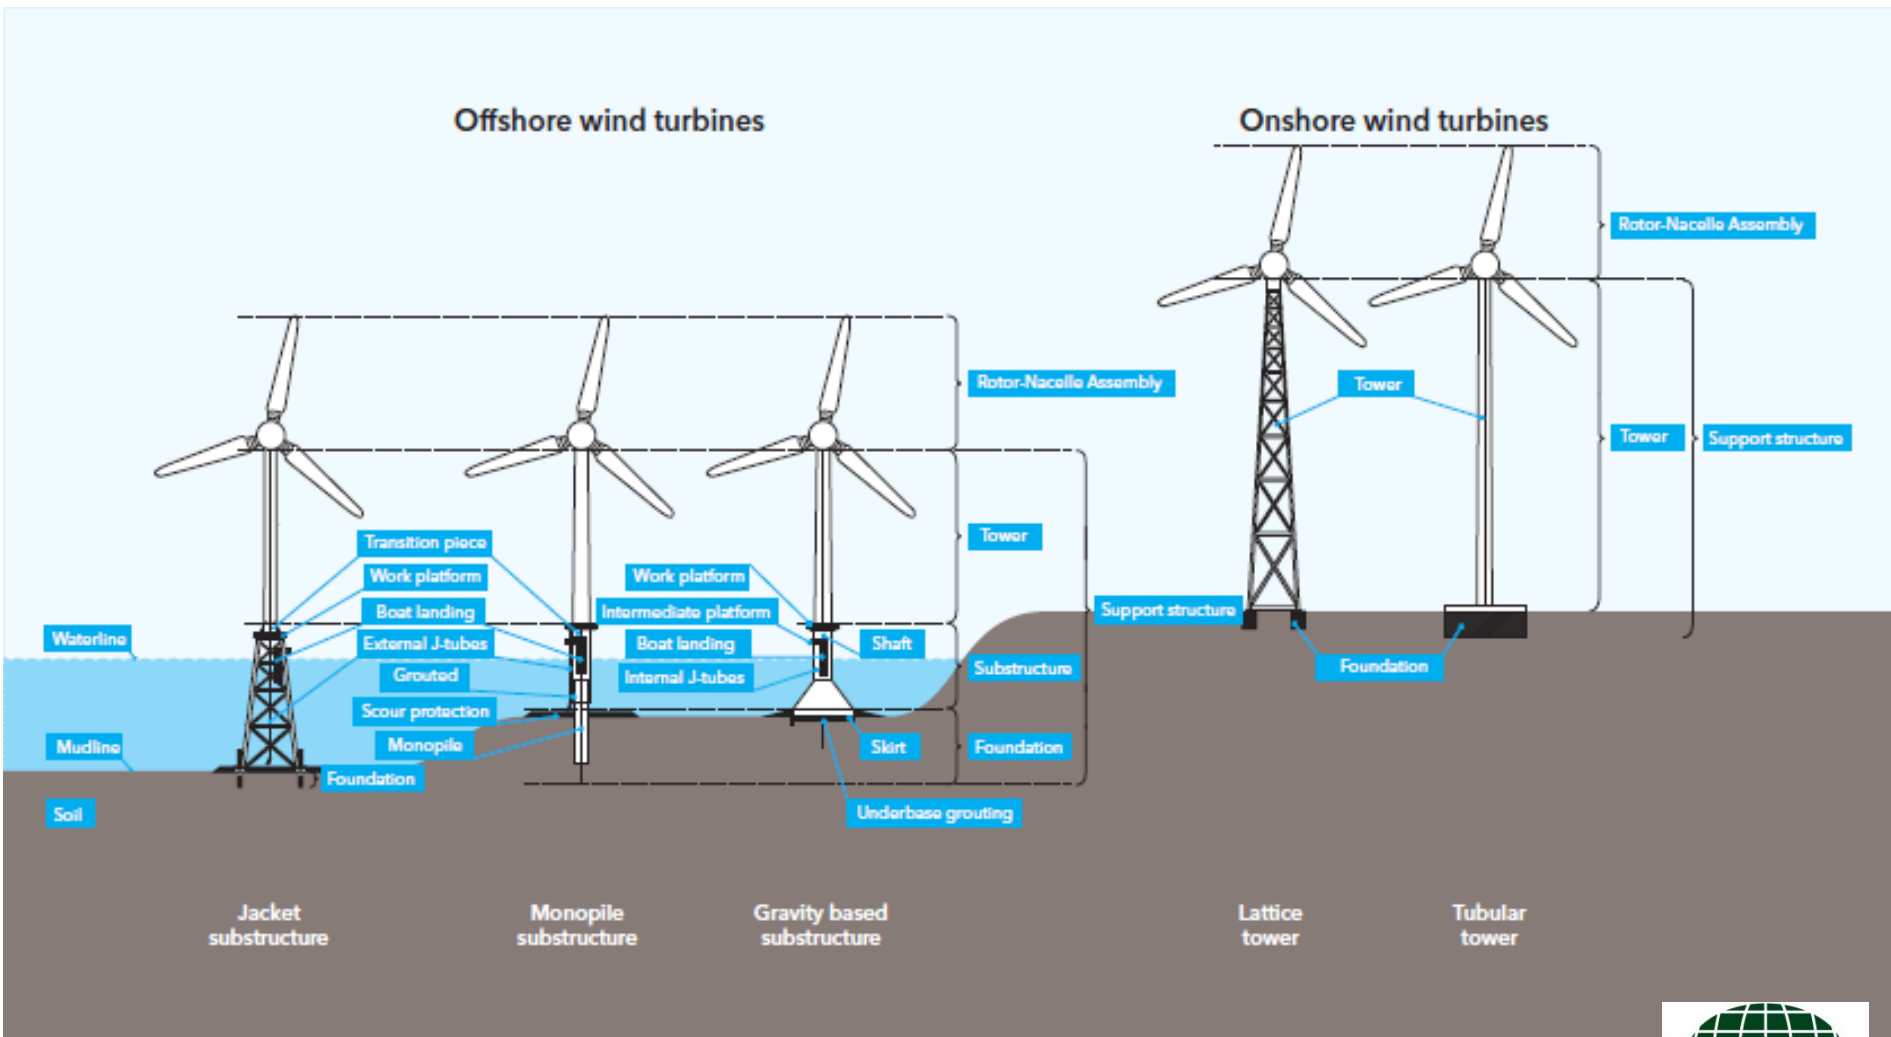 Offshore wind turbines
Onshore wind turbines
Rotor-Nacelle Assembly
Rotor-Nacelle Assembly
Tower
Tower
Support structure
Transition piece
Tower
Work platform
Work platform
Boat landing
Intermediate platform
Support structure
Waterline
External J-tubes
Boat landing
Shaft
Grouted
Internal J-tubes
Substructure
Foundation
Scour protection
Mudline
Monopile
Skirt
Foundation
Foundation
Soil
Underbase grouting
Jacket
substructure
Monopile
substructure
Gravity based
substructure
Lattice
tower
Tubular
tower